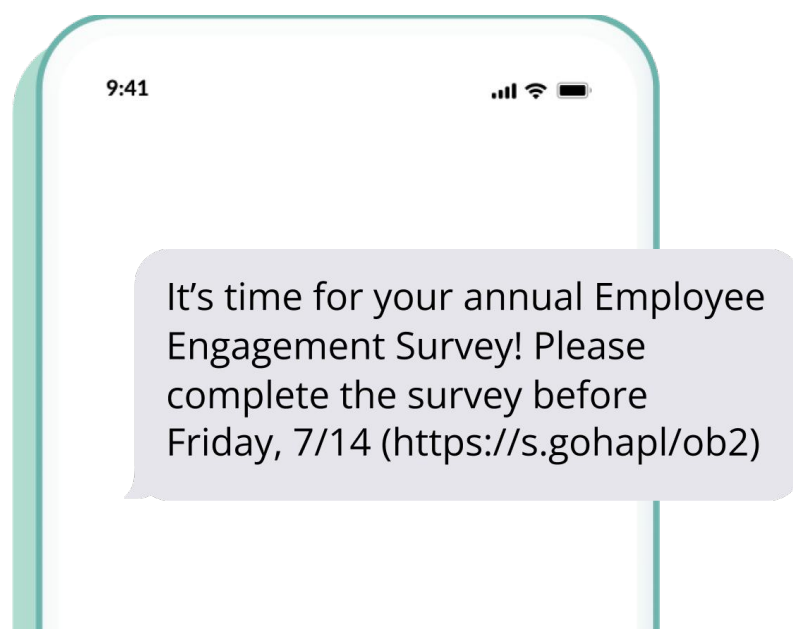 9:41
It’s time for your annual Employee
Engagement Survey! Please
complete the survey before
Friday, 7/14 (https://s.gohapl/ob2)